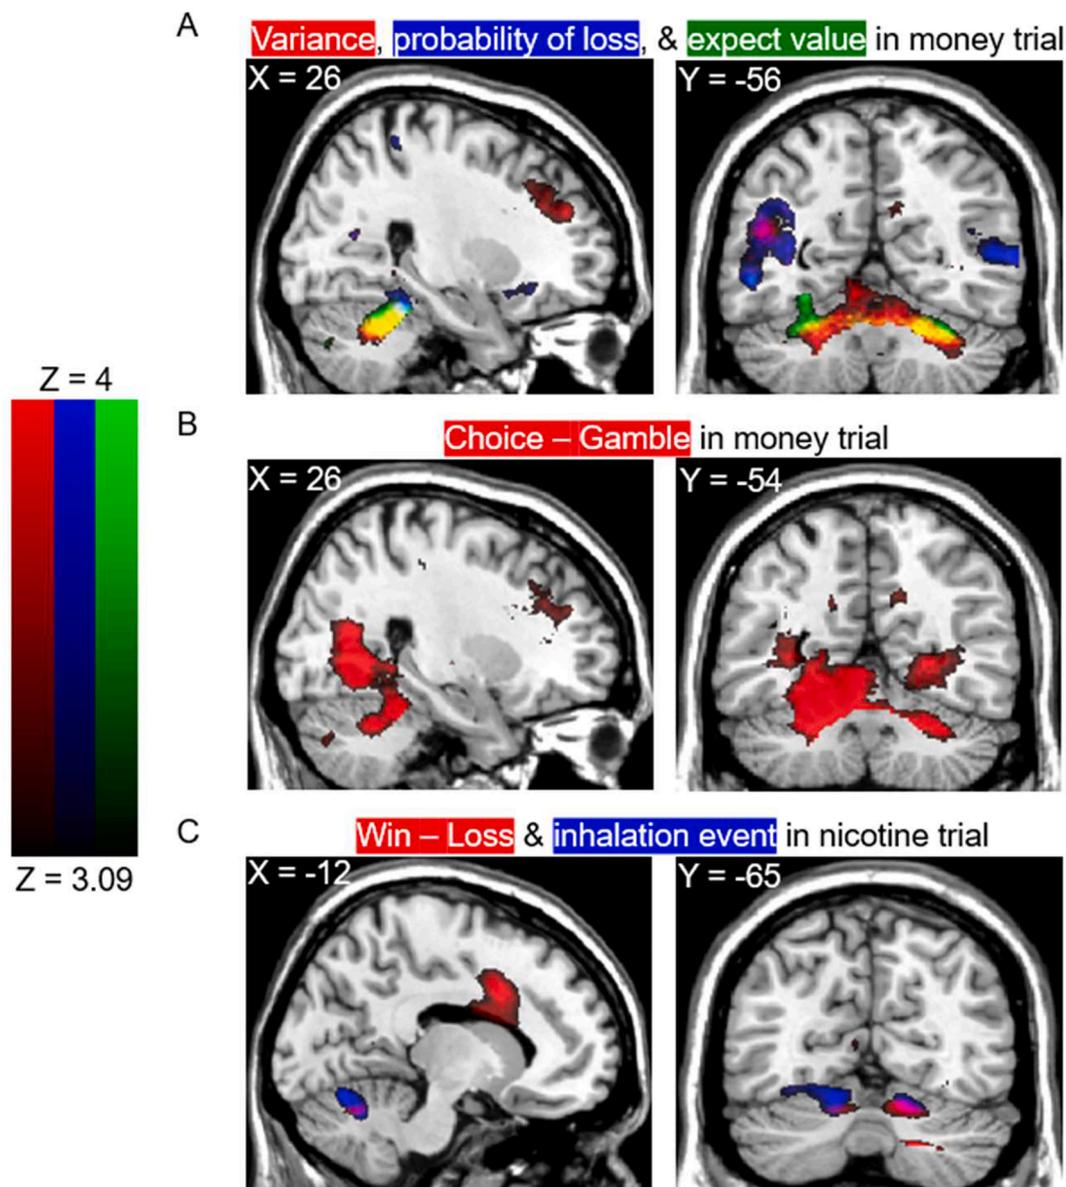 A
Variance, probability of loss, & expect value in money trial
X = 26
Y = -56
Z = 4
B
Choice – Gamble in money trial
X = 26
Y = -54
Z = 3.09
C
Win – Loss & inhalation event in nicotine trial
X = -12
Y = -65